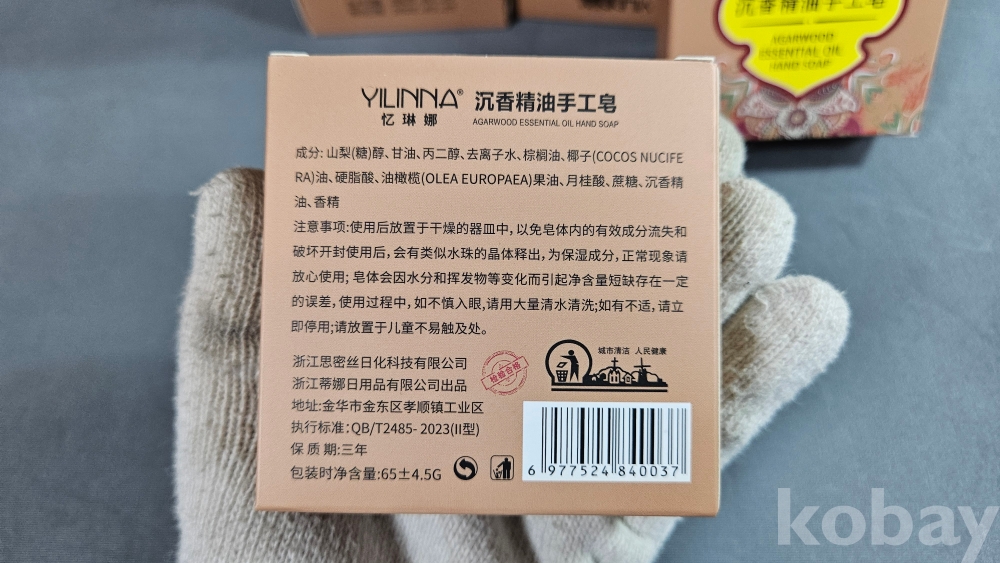 沉香精油手工皂
AGARWOOD
ESSENTIAL OIL
HAND SOAP
YILINNA® 沉香精油手工皂
忆琳娜 AGARWOOD ESSENTIAL OIL HAND SOAP
成分: 山梨(糖)醇、甘油、丙二醇、去离子水、棕榈油、椰子(COCOS NUCIFE
RA)油、硬脂酸、油橄榄(OLEA EUROPAEA)果油、月桂酸、蔗糖、沉香精
油、香精
注意事项:使用后放置于干燥的器皿中,以免皂体内的有效成分流失和
破坏开封使用后,会有类似水珠的晶体释出,为保湿成分,正常现象请
放心使用; 皂体会因水分和挥发物等变化而引起净含量短缺存在一定
的误差,使用过程中,如不慎入眼,请用大量清水清洗;如有不适,请立
即停用;请放置于儿童不易触及处。
浙江思密丝日化科技有限公司
浙江蒂娜日用品有限公司出品
地址:金华市金东区孝顺镇工业区
执行标准:QB/T2485- 2023(II型)
保 质 期:三年
包装时净含量:65±4.5G
检验合格
城市清洁 人民健康
6 977524 840037
kobay